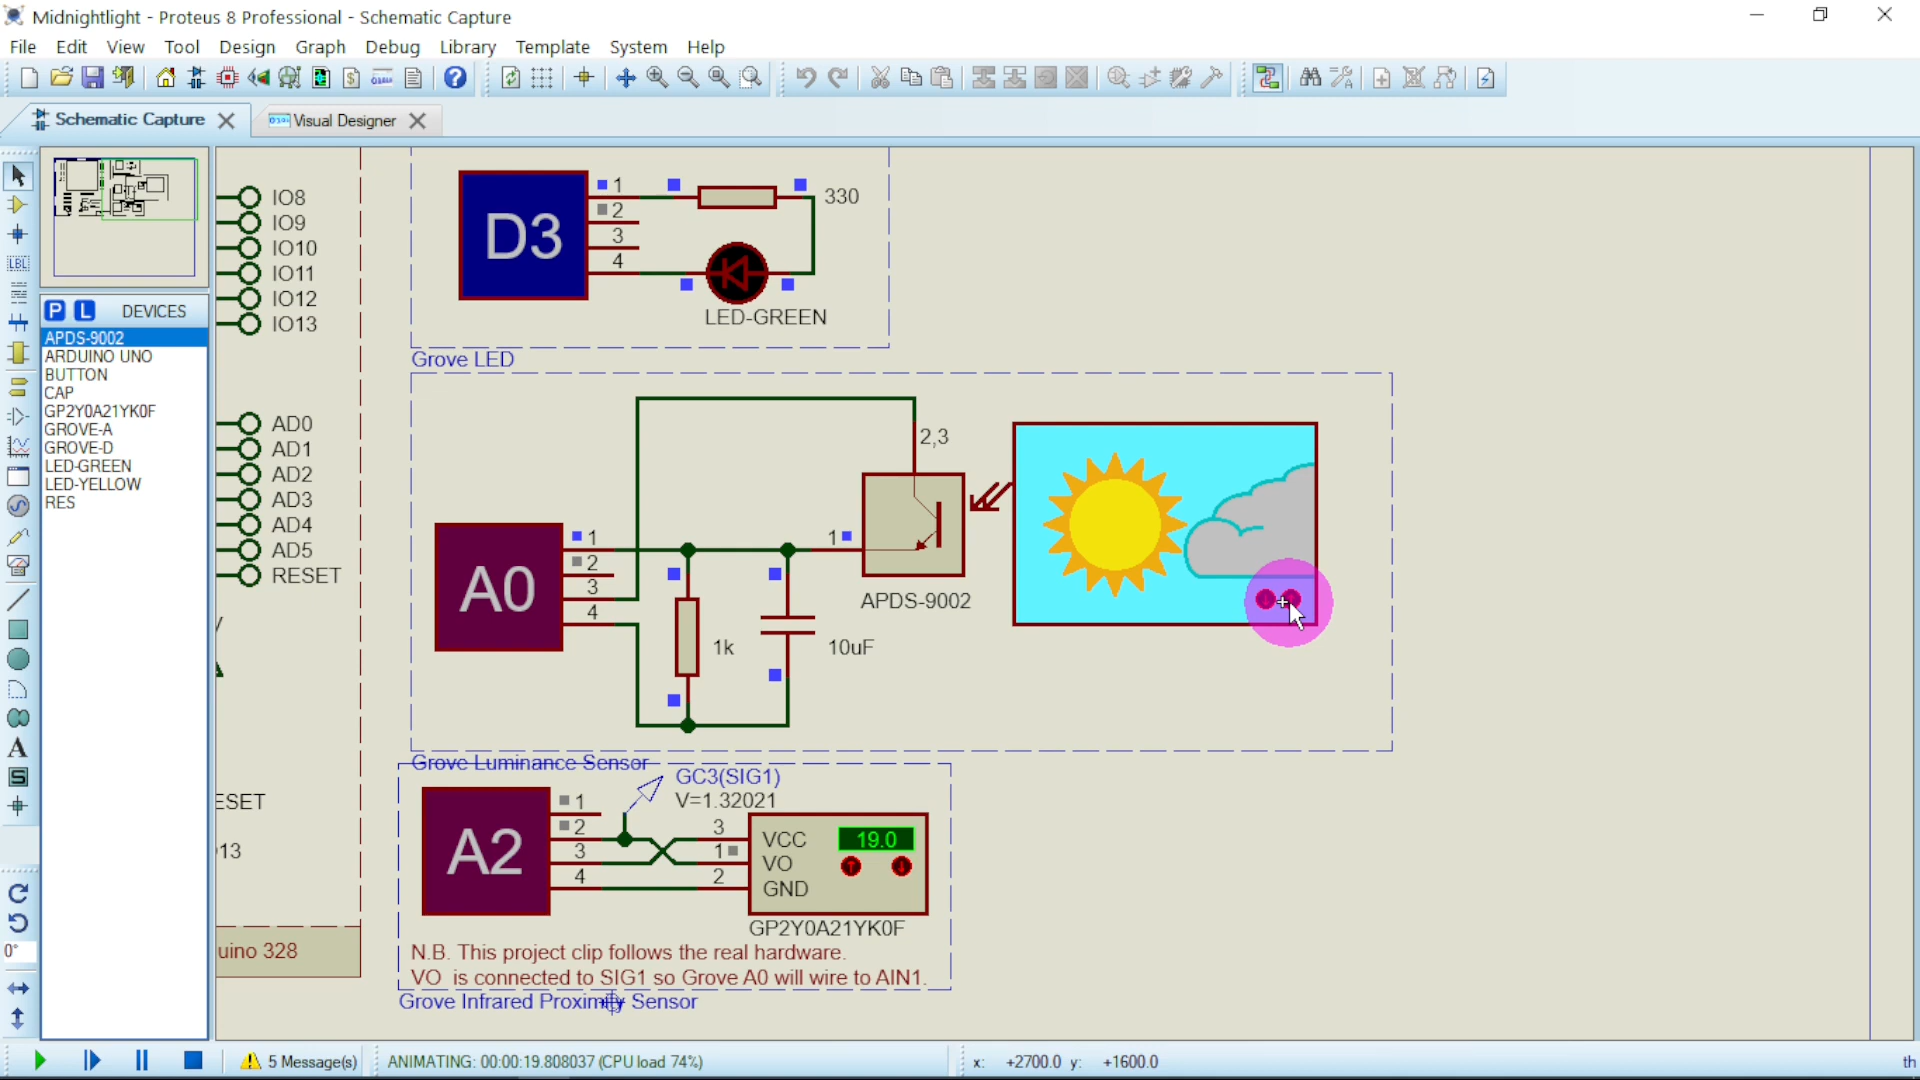 Midnightlight - Proteus 8 Professional - Schematic Capture
File Edit View Tool Design Graph Debug Library Template System Help
Schematic Capture
Visual Designer
P L DEVICES
APDS-9002
ARDUINO UNO
BUTTON
CAP
GP2Y0A21YK0F
GROVE-A
GROVE-D
LED-GREEN
LED-YELLOW
RES
LBL
A
S
0°
IO8
IO9
IO10
IO11
IO12
IO13
AD0
AD1
AD2
AD3
AD4
AD5
RESET
ESET
13
uino 328
D3
1
2
3
4
330
LED-GREEN
Grove LED
A0
1
2
3
4
1k
10uF
1
2,3
APDS-9002
Grove Luminance Sensor
GC3(SIG1)
V=1.32021
A2
1
2
3
4
3
1
2
VCC
VO
GND
19.0
GP2Y0A21YK0F
N.B. This project clip follows the real hardware.
VO is connected to SIG1 so Grove A0 will wire to AIN1.
Grove Infrared Proximity Sensor
5 Message(s)
ANIMATING: 00:00:19.808037 (CPU load 74%)
x: +2700.0 y: +1600.0
th